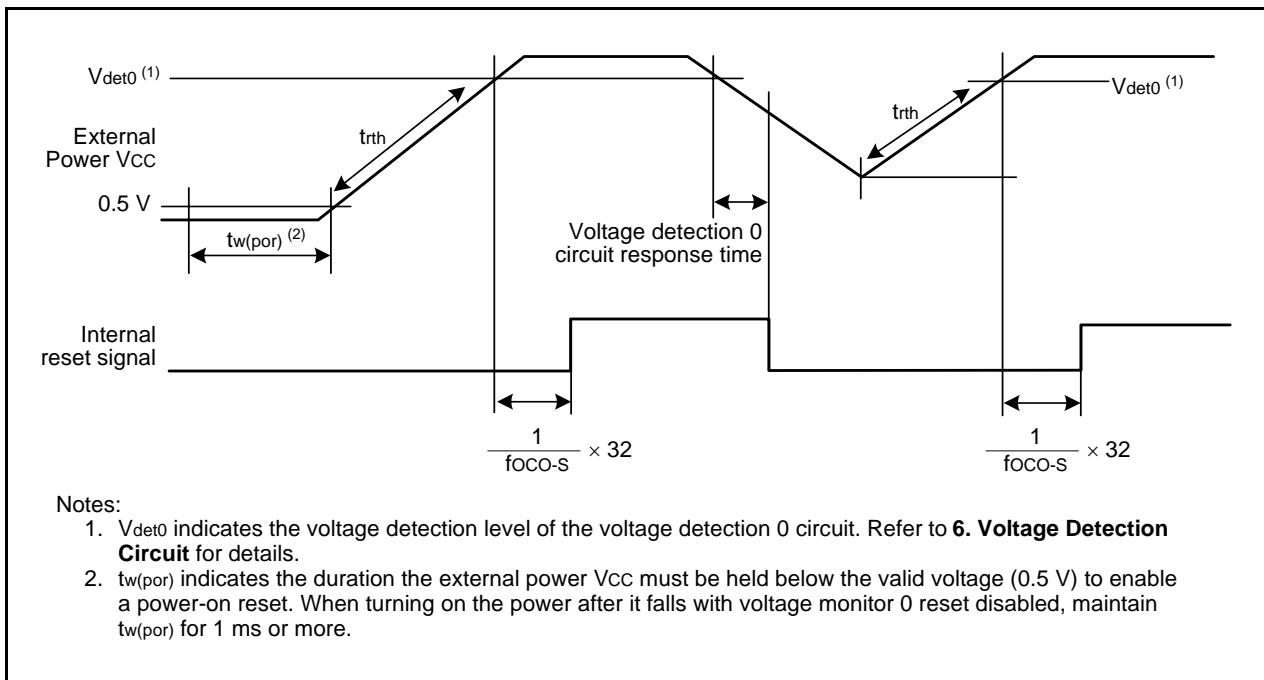 Vdet0 (1)
Vdet0 (1)
trth
trth
External
Power VCC
0.5 V
tw(por) (2)
Voltage detection 0
circuit response time
Internal
reset signal
1
fOCO-S × 32
1
fOCO-S × 32
Notes:
1. Vdet0 indicates the voltage detection level of the voltage detection 0 circuit. Refer to 6. Voltage Detection
Circuit for details.
2. tw(por) indicates the duration the external power VCC must be held below the valid voltage (0.5 V) to enable
a power-on reset. When turning on the power after it falls with voltage monitor 0 reset disabled, maintain
tw(por) for 1 ms or more.